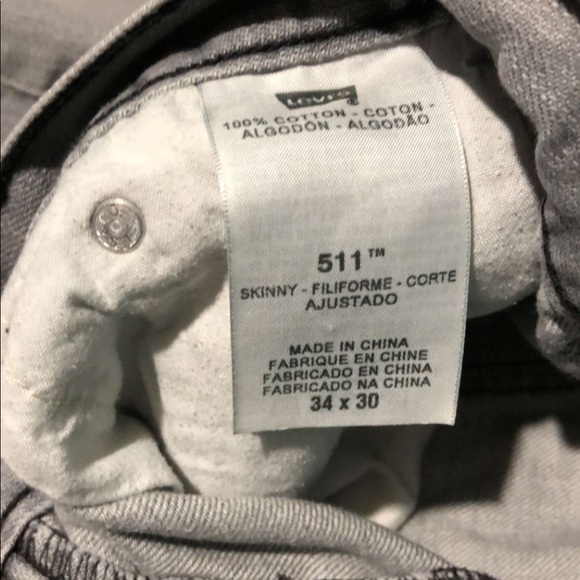 LEVI'S
100% COTTON - COTON -
ALGODÓN - ALGODÃO
511™
SKINNY - FILIFORME - CORTE
AJUSTADO
MADE IN CHINA
FABRIQUE EN CHINE
FABRICADO EN CHINA
FABRICADO NA CHINA
34 x 30